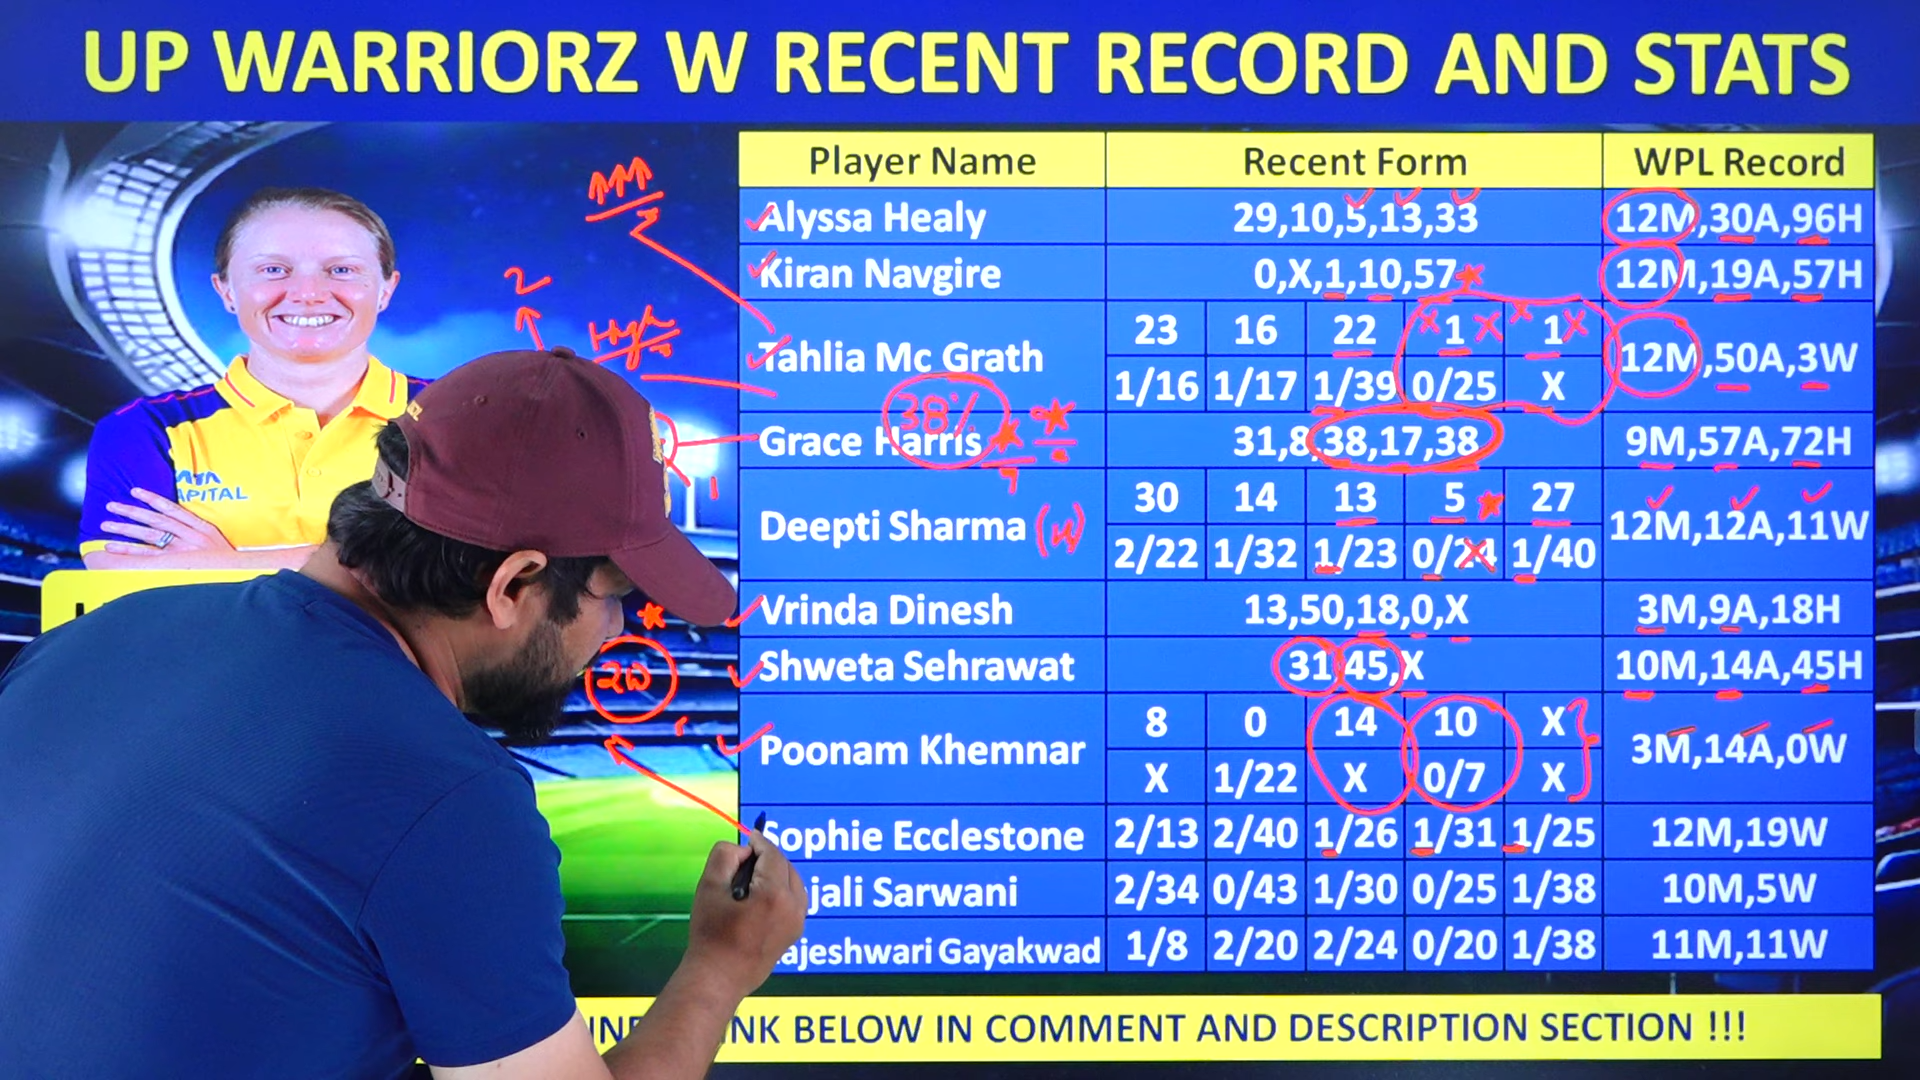 UP WARRIORZ W RECENT RECORD AND STATS
Player Name Recent Form WPL Record
Alyssa Healy 29,10,5,13,33 12M,30A,96H
Kiran Navgire 0,X,1,10,57 12M,19A,57H
Tahlia Mc Grath 23 16 22 1 1 12M,50A,3W
1/16 1/17 1/39 0/25 X
Grace Harris 31,8,38,17,38 9M,57A,72H
Deepti Sharma 30 14 13 5 27 12M,12A,11W
2/22 1/32 1/23 0/24 1/40
Vrinda Dinesh 13,50,18,0,X 3M,9A,18H
Shweta Sehrawat 31,45,X 10M,14A,45H
Poonam Khemnar 8 0 14 10 X 3M,14A,0W
X 1/22 X 0/7 X
Sophie Ecclestone 2/13 2/40 1/26 1/31 1/25 12M,19W
jali Sarwani 2/34 0/43 1/30 0/25 1/38 10M,5W
ajeshwari Gayakwad 1/8 2/20 2/24 0/20 1/38 11M,11W
NK BELOW IN COMMENT AND DESCRIPTION SECTION !!!
2
High
38%
2W
APITAL